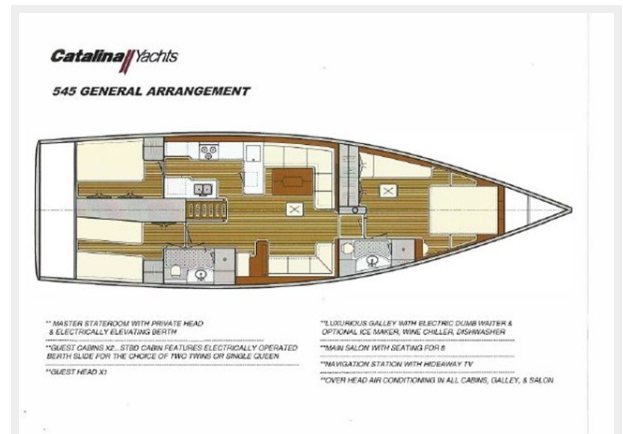 Catalina Yachts
545 GENERAL ARRANGEMENT
** MASTER STATEROOM WITH PRIVATE HEAD
& ELECTRICALLY ELEVATING BERTH
**GUEST CABINS X2...STBD CABIN FEATURES ELECTRICALLY OPERATED
BERTH SLIDE FOR THE CHOICE OF TWO TWINS OR SINGLE QUEEN
**GUEST HEAD X1
**LUXURIOUS GALLEY WITH ELECTRIC DUMB WAITER &
OPTIONAL ICE MAKER, WINE CHILLER, DISHWASHER
**MAIN SALON WITH SEATING FOR 8
**NAVIGATION STATION WITH HIDEAWAY TV
**OVER HEAD AIR CONDITIONING IN ALL CABINS, GALLEY, & SALON